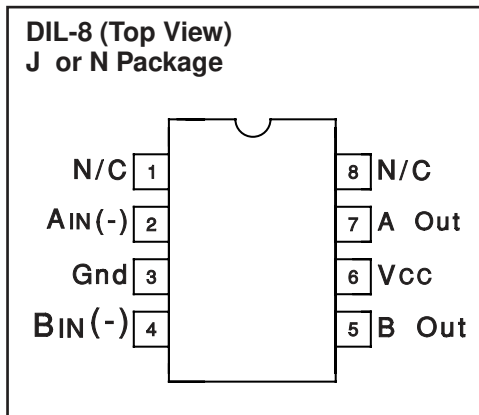 DIL-8 (Top View)
J or N Package
N/C 1 8 N/C
AIN(-) 2 7 A Out
Gnd 3 6 VCC
BIN(-) 4 5 B Out